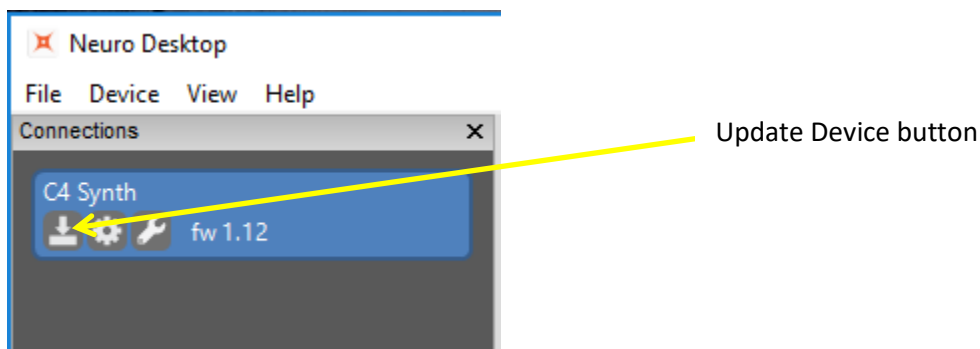 Neuro Desktop
File Device View Help
Connections
Update Device button
C4 Synth
fw 1.12